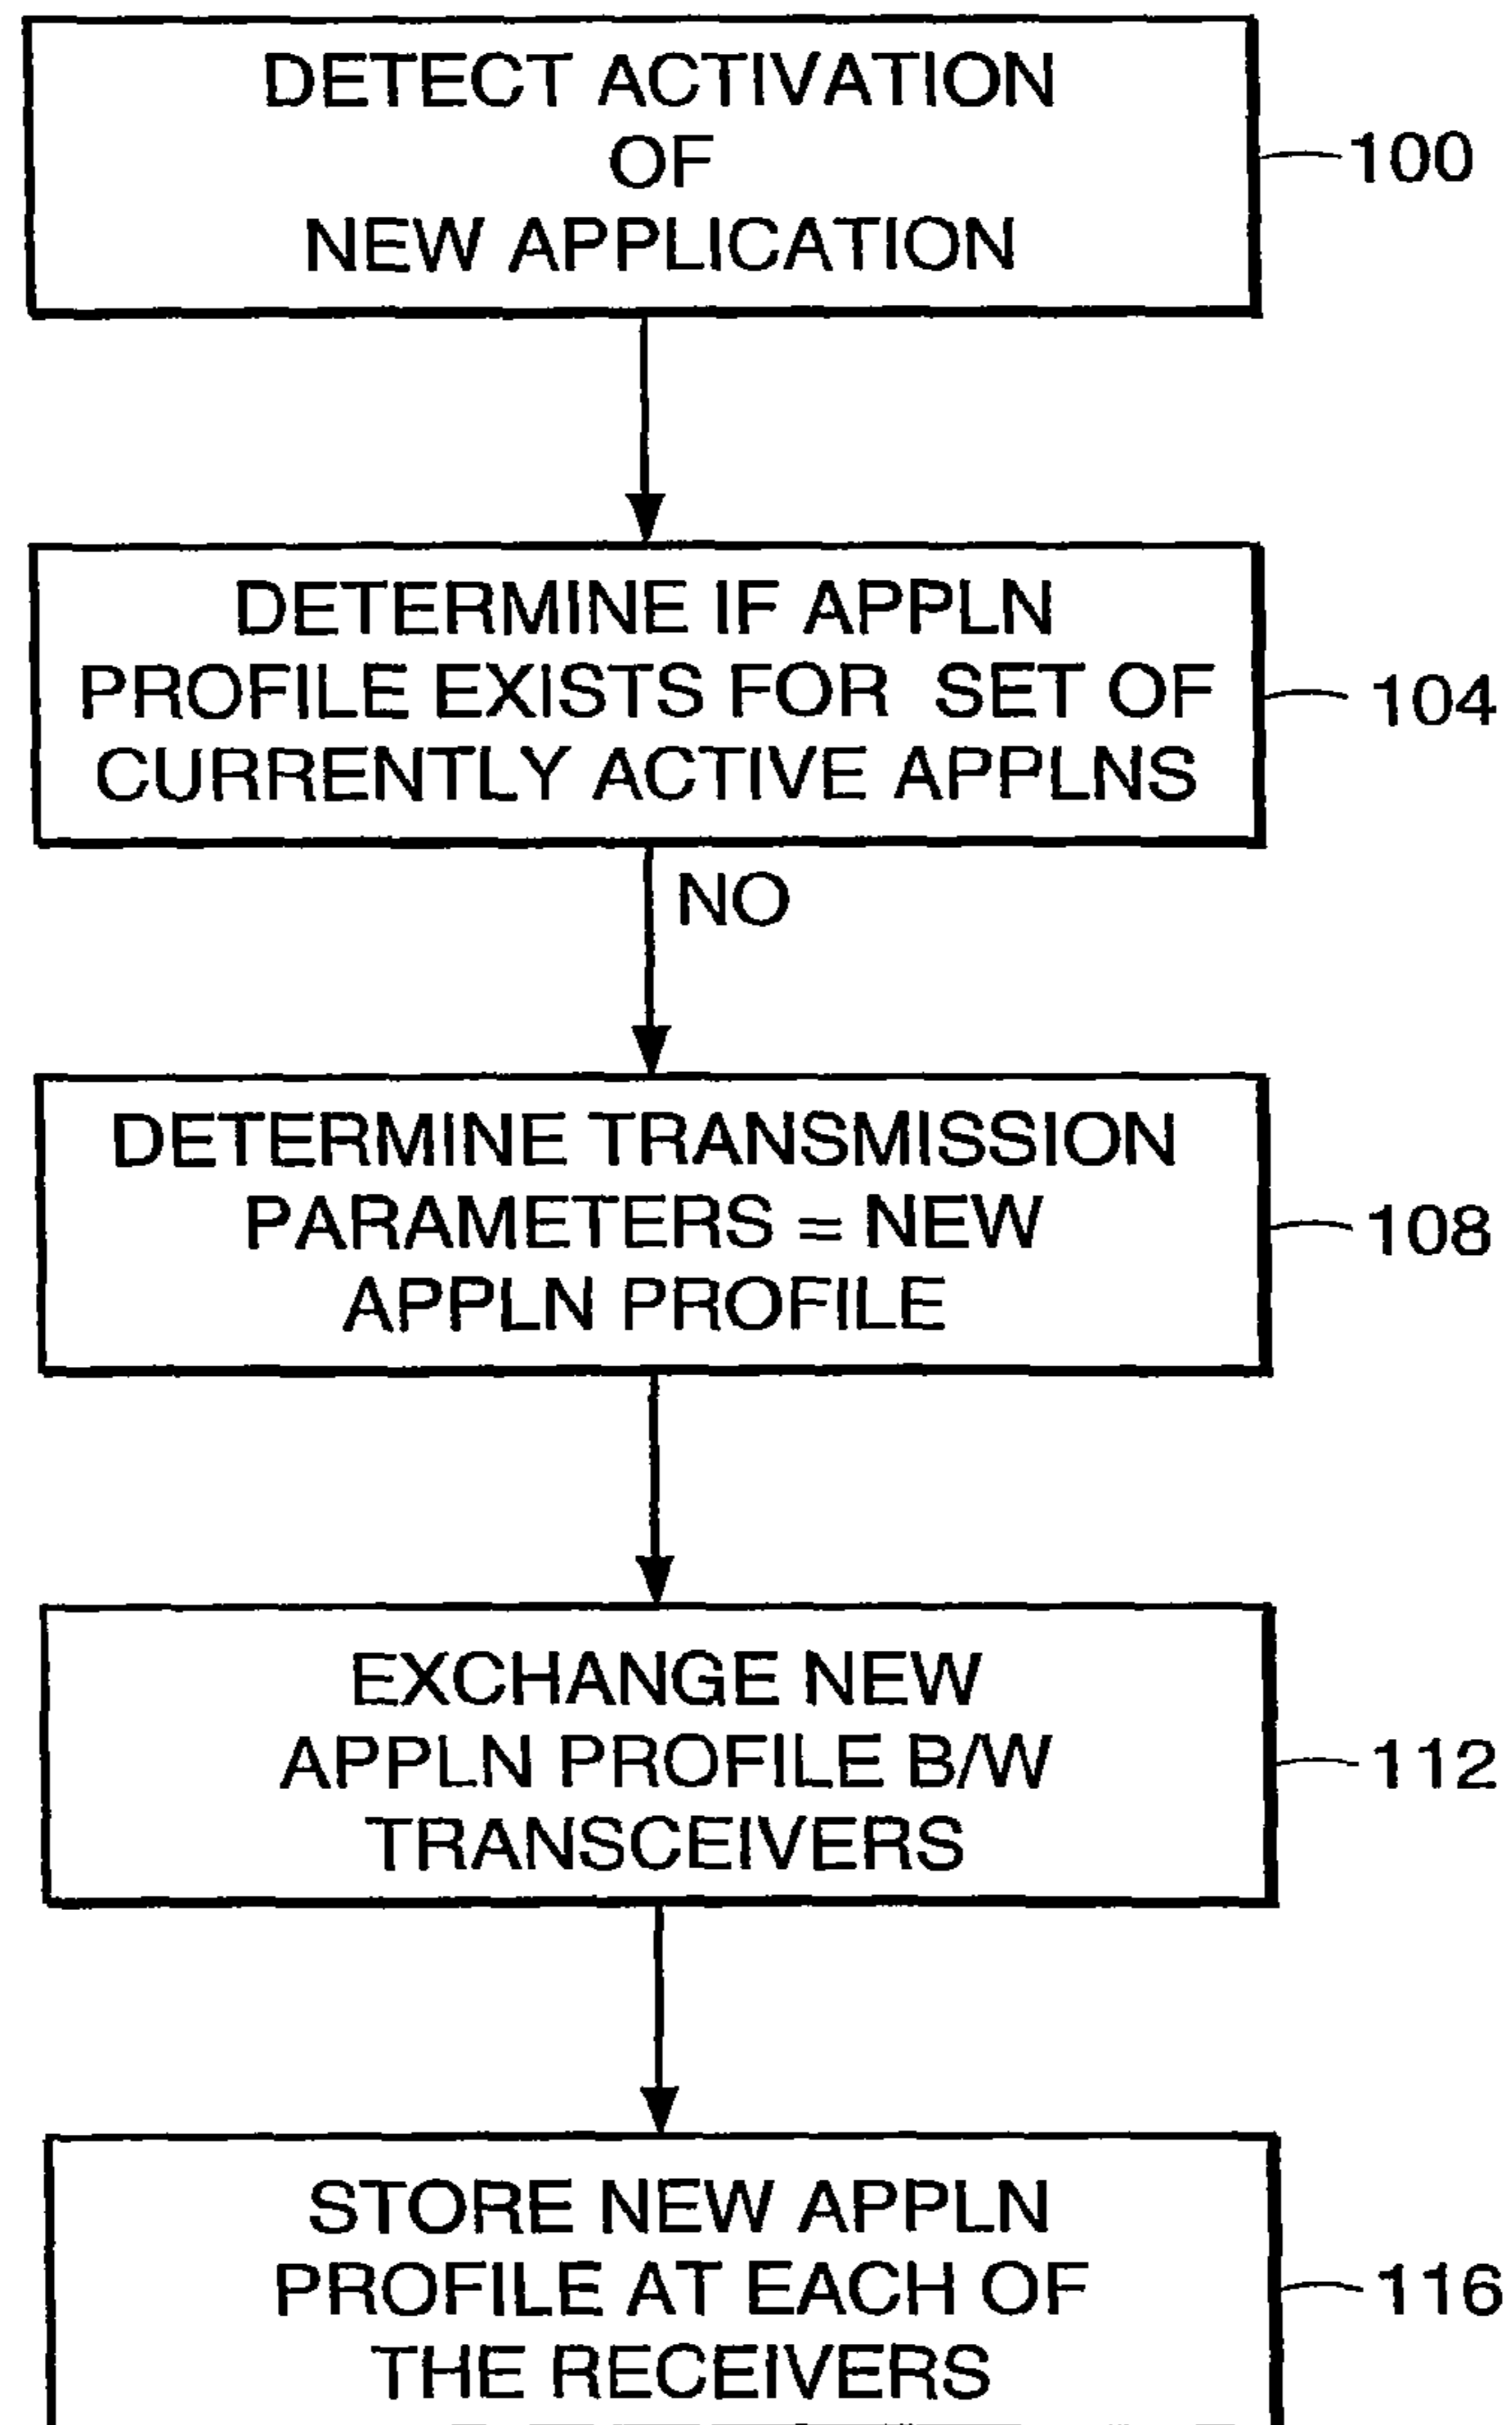 DETECT ACTIVATION
OF
NEW APPLICATION
100
DETERMINE IF APPLN
PROFILE EXISTS FOR SET OF
CURRENTLY ACTIVE APPLNS
104
NO
DETERMINE TRANSMISSION
PARAMETERS = NEW
APPLN PROFILE
108
EXCHANGE NEW
APPLN PROFILE B/W
TRANSCEIVERS
112
STORE NEW APPLN
PROFILE AT EACH OF
THE RECEIVERS
116